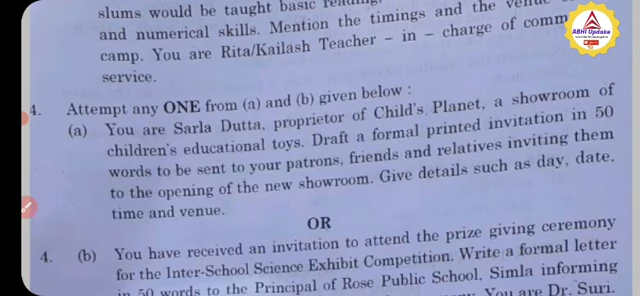 slums would be taught basic reading,
and numerical skills. Mention the timings and the venue
camp. You are Rita/Kailash Teacher – in – charge of comm
service.
ABHI Update
4. Attempt any ONE from (a) and (b) given below :
(a) You are Sarla Dutta, proprietor of Child's Planet, a showroom of
children's educational toys. Draft a formal printed invitation in 50
words to be sent to your patrons, friends and relatives inviting them
to the opening of the new showroom. Give details such as day, date,
time and venue.
OR
4. (b) You have received an invitation to attend the prize giving ceremony
for the Inter-School Science Exhibit Competition. Write a formal letter
in 50 words to the Principal of Rose Public School, Simla informing
You are Dr. Suri.